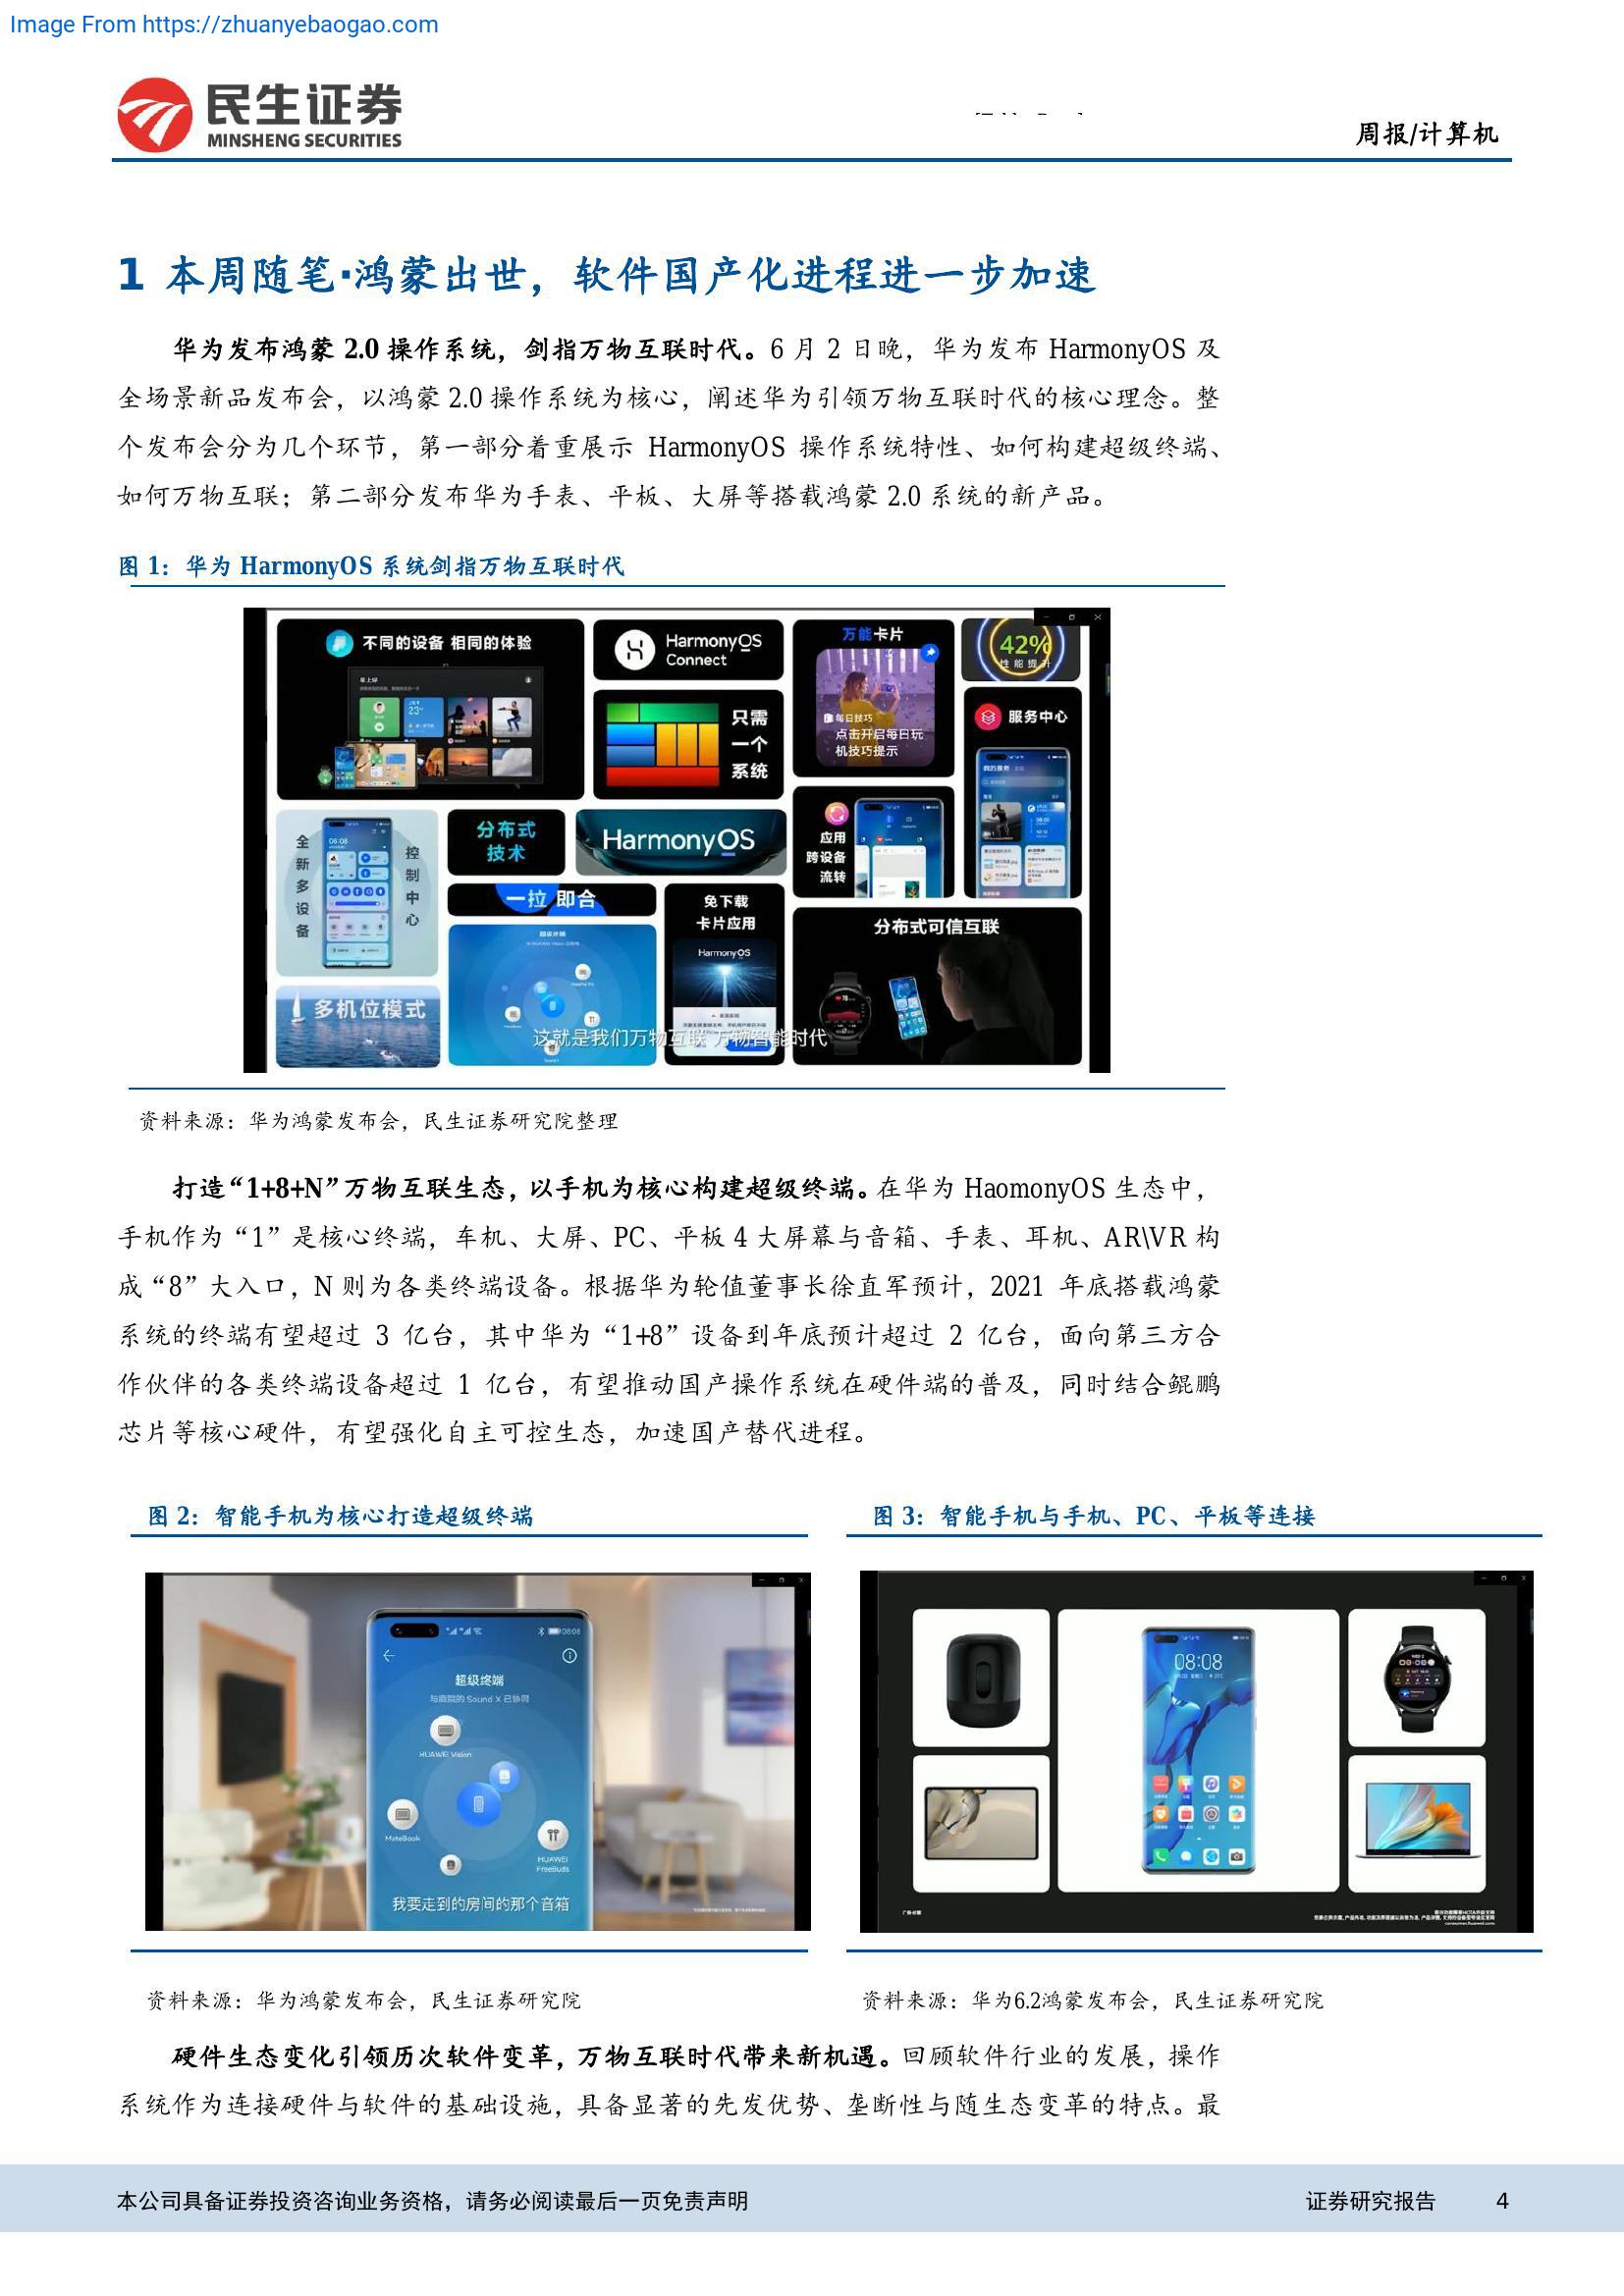 Image From https://zhuanyebaogao.com
民生证券
MINSHENG SECURITIES
周报/计算机
1 本周随笔·鸿蒙出世，软件国产化进程进一步加速
华为发布鸿蒙 2.0 操作系统，剑指万物互联时代。6 月 2 日晚，华为发布 HarmonyOS 及
全场景新品发布会，以鸿蒙 2.0 操作系统为核心，阐述华为引领万物互联时代的核心理念。整
个发布会分为几个环节，第一部分着重展示 HarmonyOS 操作系统特性、如何构建超级终端、
如何万物互联；第二部分发布华为手表、平板、大屏等搭载鸿蒙 2.0 系统的新产品。
图 1：华为 HarmonyOS 系统剑指万物互联时代
不同的设备 相同的体验
HarmonyOS
Connect
万能卡片
42%
性能提升
只需
一个
系统
每日技巧
点击开启每日玩
机技巧提示
服务中心
全新多设备
控制中心
08:08
分布式
技术
HarmonyOS
应用
跨设备
流转
一拉即合
免下载
卡片应用
HarmonyOS
分布式可信互联
多机位模式
这就是我们万物互联 万物智能时代
资料来源：华为鸿蒙发布会，民生证券研究院整理
打造“1+8+N”万物互联生态，以手机为核心构建超级终端。在华为 HaomonyOS 生态中，
手机作为“1”是核心终端，车机、大屏、PC、平板 4 大屏幕与音箱、手表、耳机、AR\VR 构
成“8”大入口，N 则为各类终端设备。根据华为轮值董事长徐直军预计，2021 年底搭载鸿蒙
系统的终端有望超过 3 亿台，其中华为“1+8”设备到年底预计超过 2 亿台，面向第三方合
作伙伴的各类终端设备超过 1 亿台，有望推动国产操作系统在硬件端的普及，同时结合鲲鹏
芯片等核心硬件，有望强化自主可控生态，加速国产替代进程。
图 2：智能手机为核心打造超级终端
图 3：智能手机与手机、PC、平板等连接
08:08
超级终端
与庭院的 Sound X 已协同
HUAWEI Vision
MateBook
HUAWEI
FreeBuds
我要走到的房间的那个音箱
08:08
consumer.huawei.com
资料来源：华为鸿蒙发布会，民生证券研究院
资料来源：华为6.2鸿蒙发布会，民生证券研究院
硬件生态变化引领历次软件变革，万物互联时代带来新机遇。回顾软件行业的发展，操作
系统作为连接硬件与软件的基础设施，具备显著的先发优势、垄断性与随生态变革的特点。最
本公司具备证券投资咨询业务资格，请务必阅读最后一页免责声明
证券研究报告
4